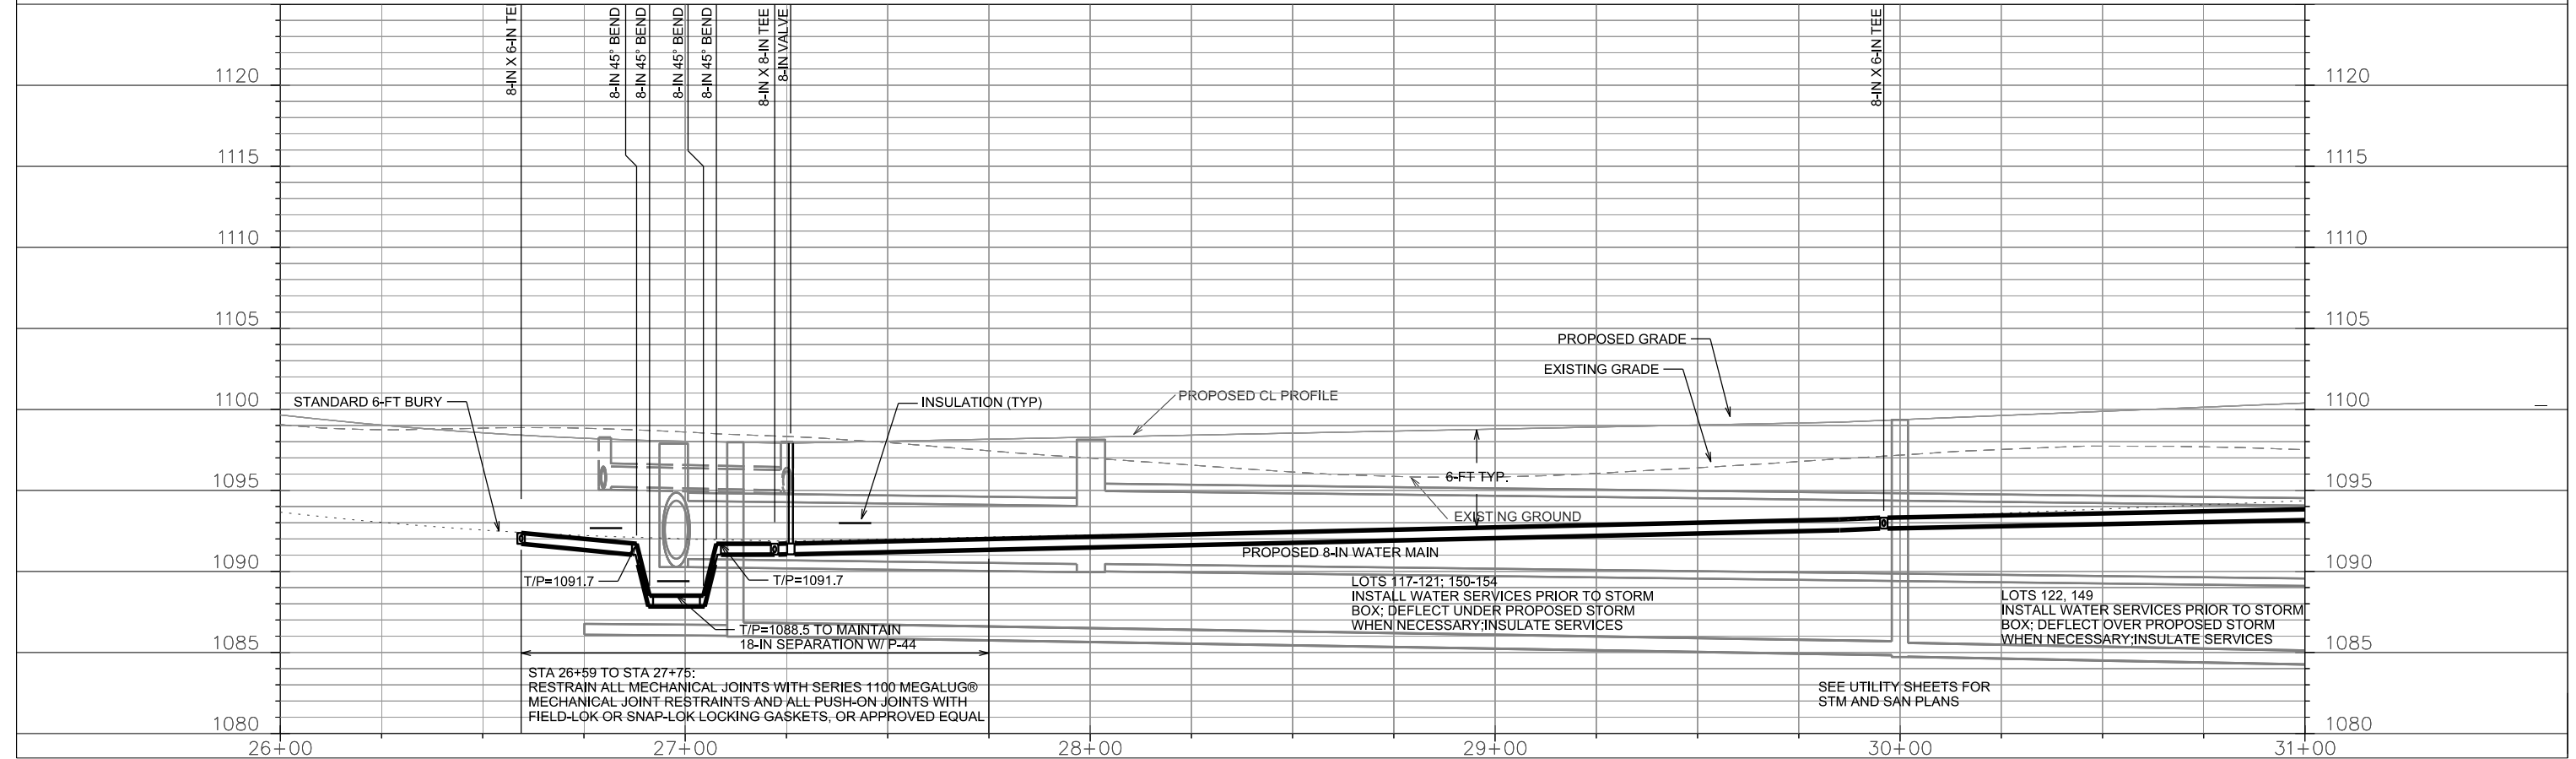 8-IN X 6-IN TEE
8-IN 45° BEND
8-IN 45° BEND
8-IN 45° BEND
8-IN 45° BEND
8-IN X 8-IN TEE
8-IN VALVE
8-IN X 6-IN TEE
1120
1120
1115
1115
1110
1110
1105
1105
PROPOSED GRADE
EXISTING GRADE
1100
1100
STANDARD 6-FT BURY
INSULATION (TYP)
PROPOSED CL PROFILE
1095
1095
6-FT TYP.
EXISTING GROUND
PROPOSED 8-IN WATER MAIN
1090
1090
T/P=1091.7
T/P=1091.7
LOTS 117-121; 150-154
INSTALL WATER SERVICES PRIOR TO STORM
BOX; DEFLECT UNDER PROPOSED STORM
WHEN NECESSARY;INSULATE SERVICES
LOTS 122, 149
INSTALL WATER SERVICES PRIOR TO STORM
BOX; DEFLECT OVER PROPOSED STORM
WHEN NECESSARY;INSULATE SERVICES
T/P=1088.5 TO MAINTAIN
18-IN SEPARATION W/ P-44
1085
1085
STA 26+59 TO STA 27+75:
RESTRAIN ALL MECHANICAL JOINTS WITH SERIES 1100 MEGALUG®
MECHANICAL JOINT RESTRAINTS AND ALL PUSH-ON JOINTS WITH
FIELD-LOK OR SNAP-LOK LOCKING GASKETS, OR APPROVED EQUAL
SEE UTILITY SHEETS FOR
STM AND SAN PLANS
1080
1080
26+00
27+00
28+00
29+00
30+00
31+00